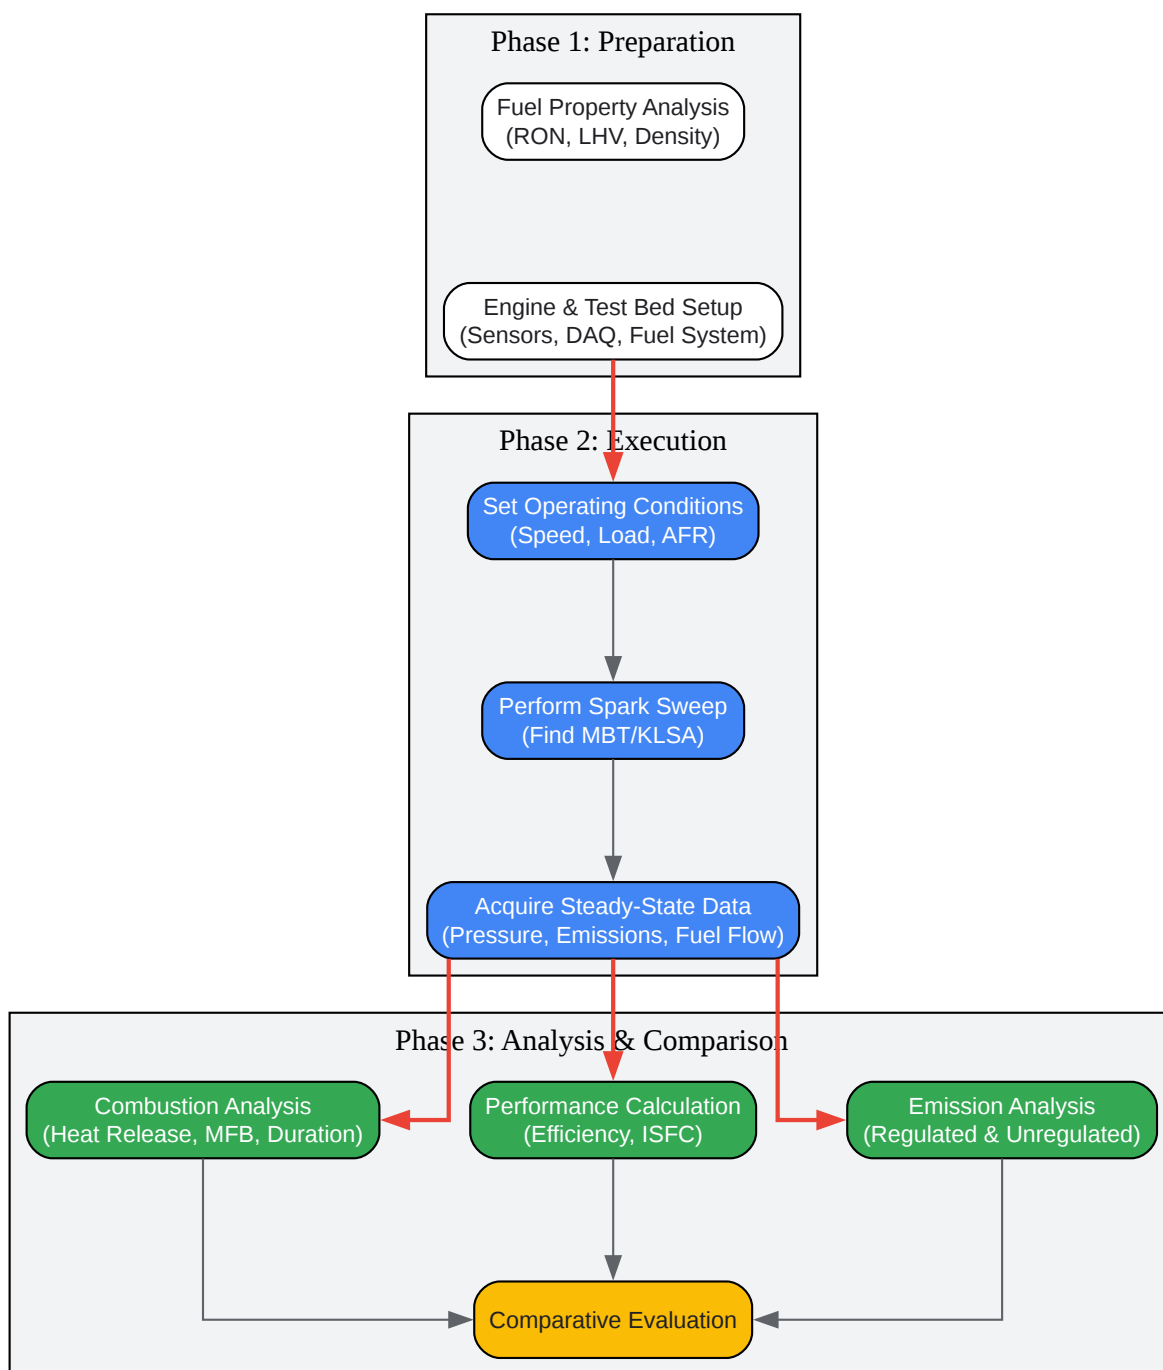 Phase 1: Preparation
Fuel Property Analysis
(RON, LHV, Density)
Engine & Test Bed Setup
(Sensors, DAQ, Fuel System)
Phase 2: Execution
Set Operating Conditions
(Speed, Load, AFR)
Perform Spark Sweep
(Find MBT/KLSA)
Acquire Steady-State Data
(Pressure, Emissions, Fuel Flow)
Phase 3: Analysis & Comparison
Combustion Analysis
(Heat Release, MFB, Duration)
Performance Calculation
(Efficiency, ISFC)
Emission Analysis
(Regulated & Unregulated)
Comparative Evaluation